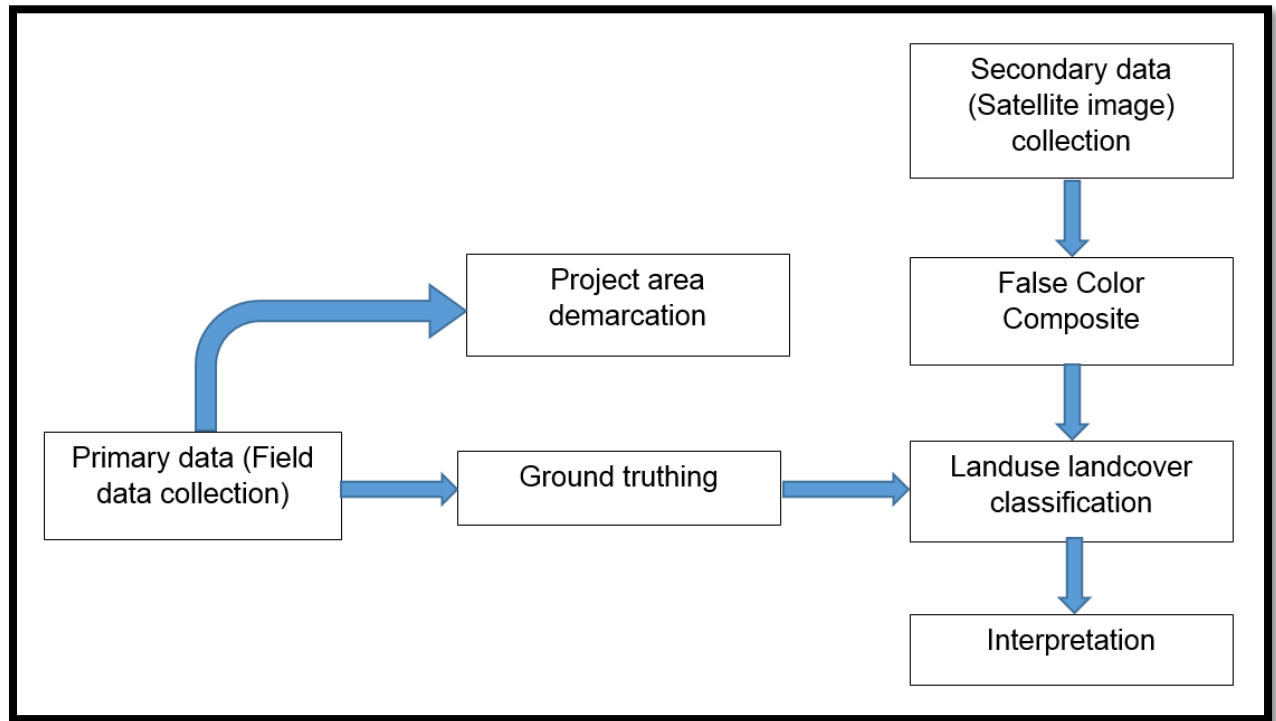 Secondary data
(Satellite image)
collection
Project area
demarcation
False Color
Composite
Primary data (Field
data collection)
Ground truthing
Landuse landcover
classification
Interpretation